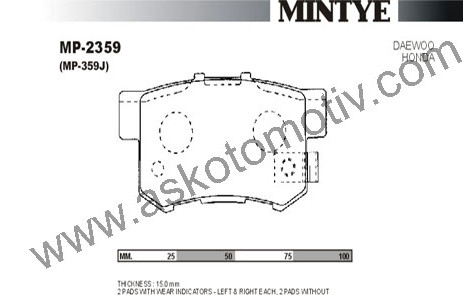 MINTYE
MP-2359
(MP-359J)
DAEWOO
HONDA
www.askotomotiv.com
MM. 25 50 75 100
THICKNESS : 15.0 mm
2 PADS WITH WEAR INDICATORS - LEFT & RIGHT EACH, 2 PADS WITHOUT